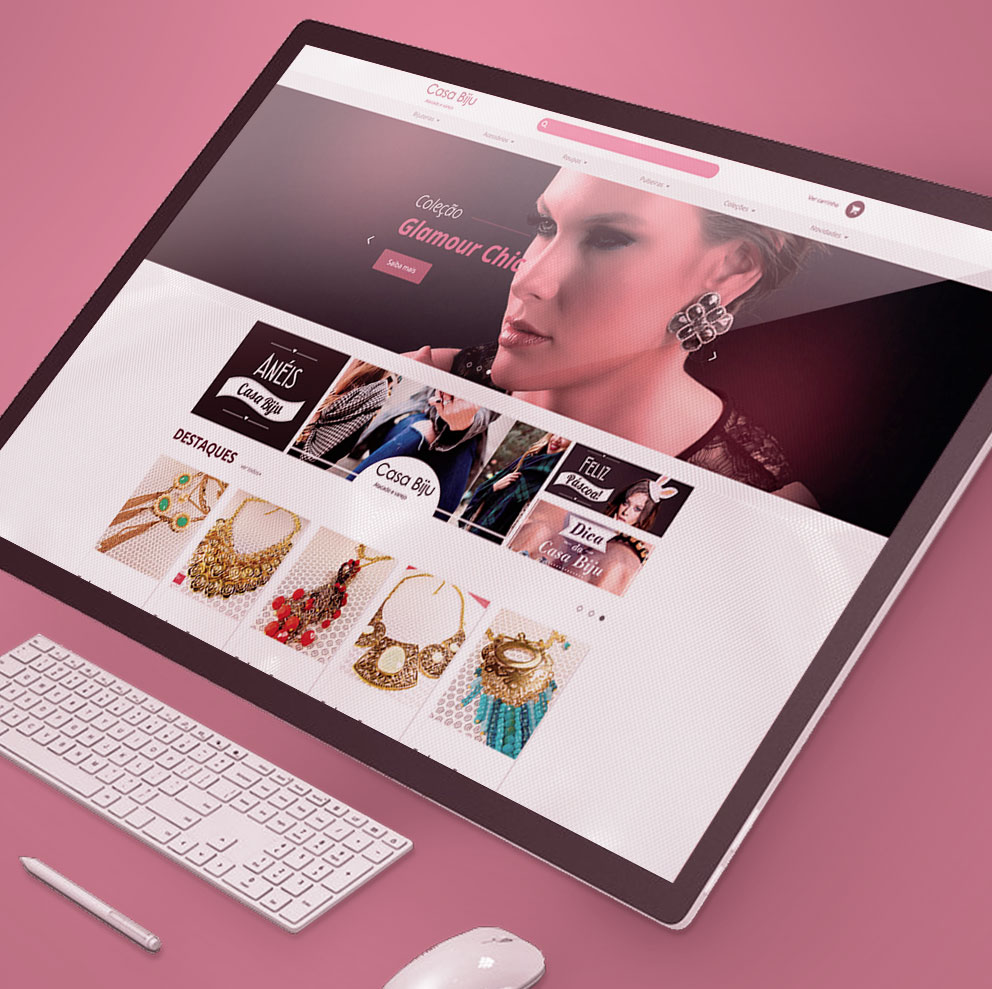 Casa Biju
Atacado e varejo
Bijuterias
Acessórios
Roupas
Pulseiras
Coleções
Novidades
Ver carrinho
Coleção
Glamour Chic
Saiba mais
ANÉIS
Casa Biju
Casa Biju
Atacado e varejo
FELIZ
Páscoa!
Dica
da
Casa Biju
DESTAQUES
ver todos